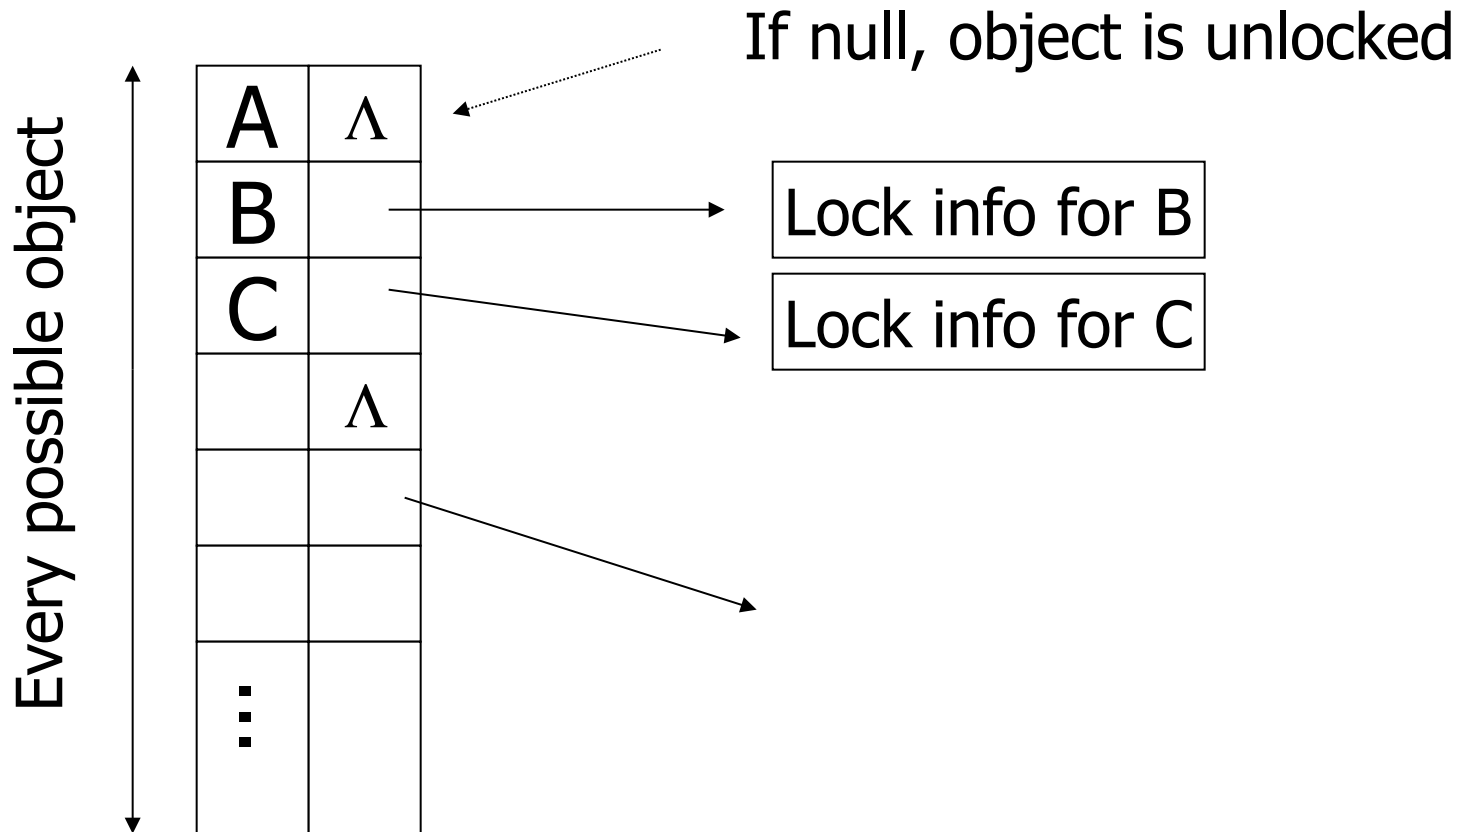 If null, object is unlocked
Every possible object
A Λ
B
Lock info for B
C
Lock info for C
Λ
⋮